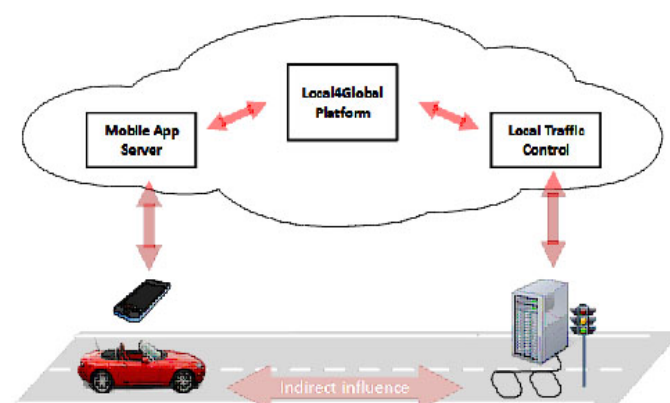 Local4Global
Platform
Mobile App
Server
Local Traffic
Control
Indirect influence